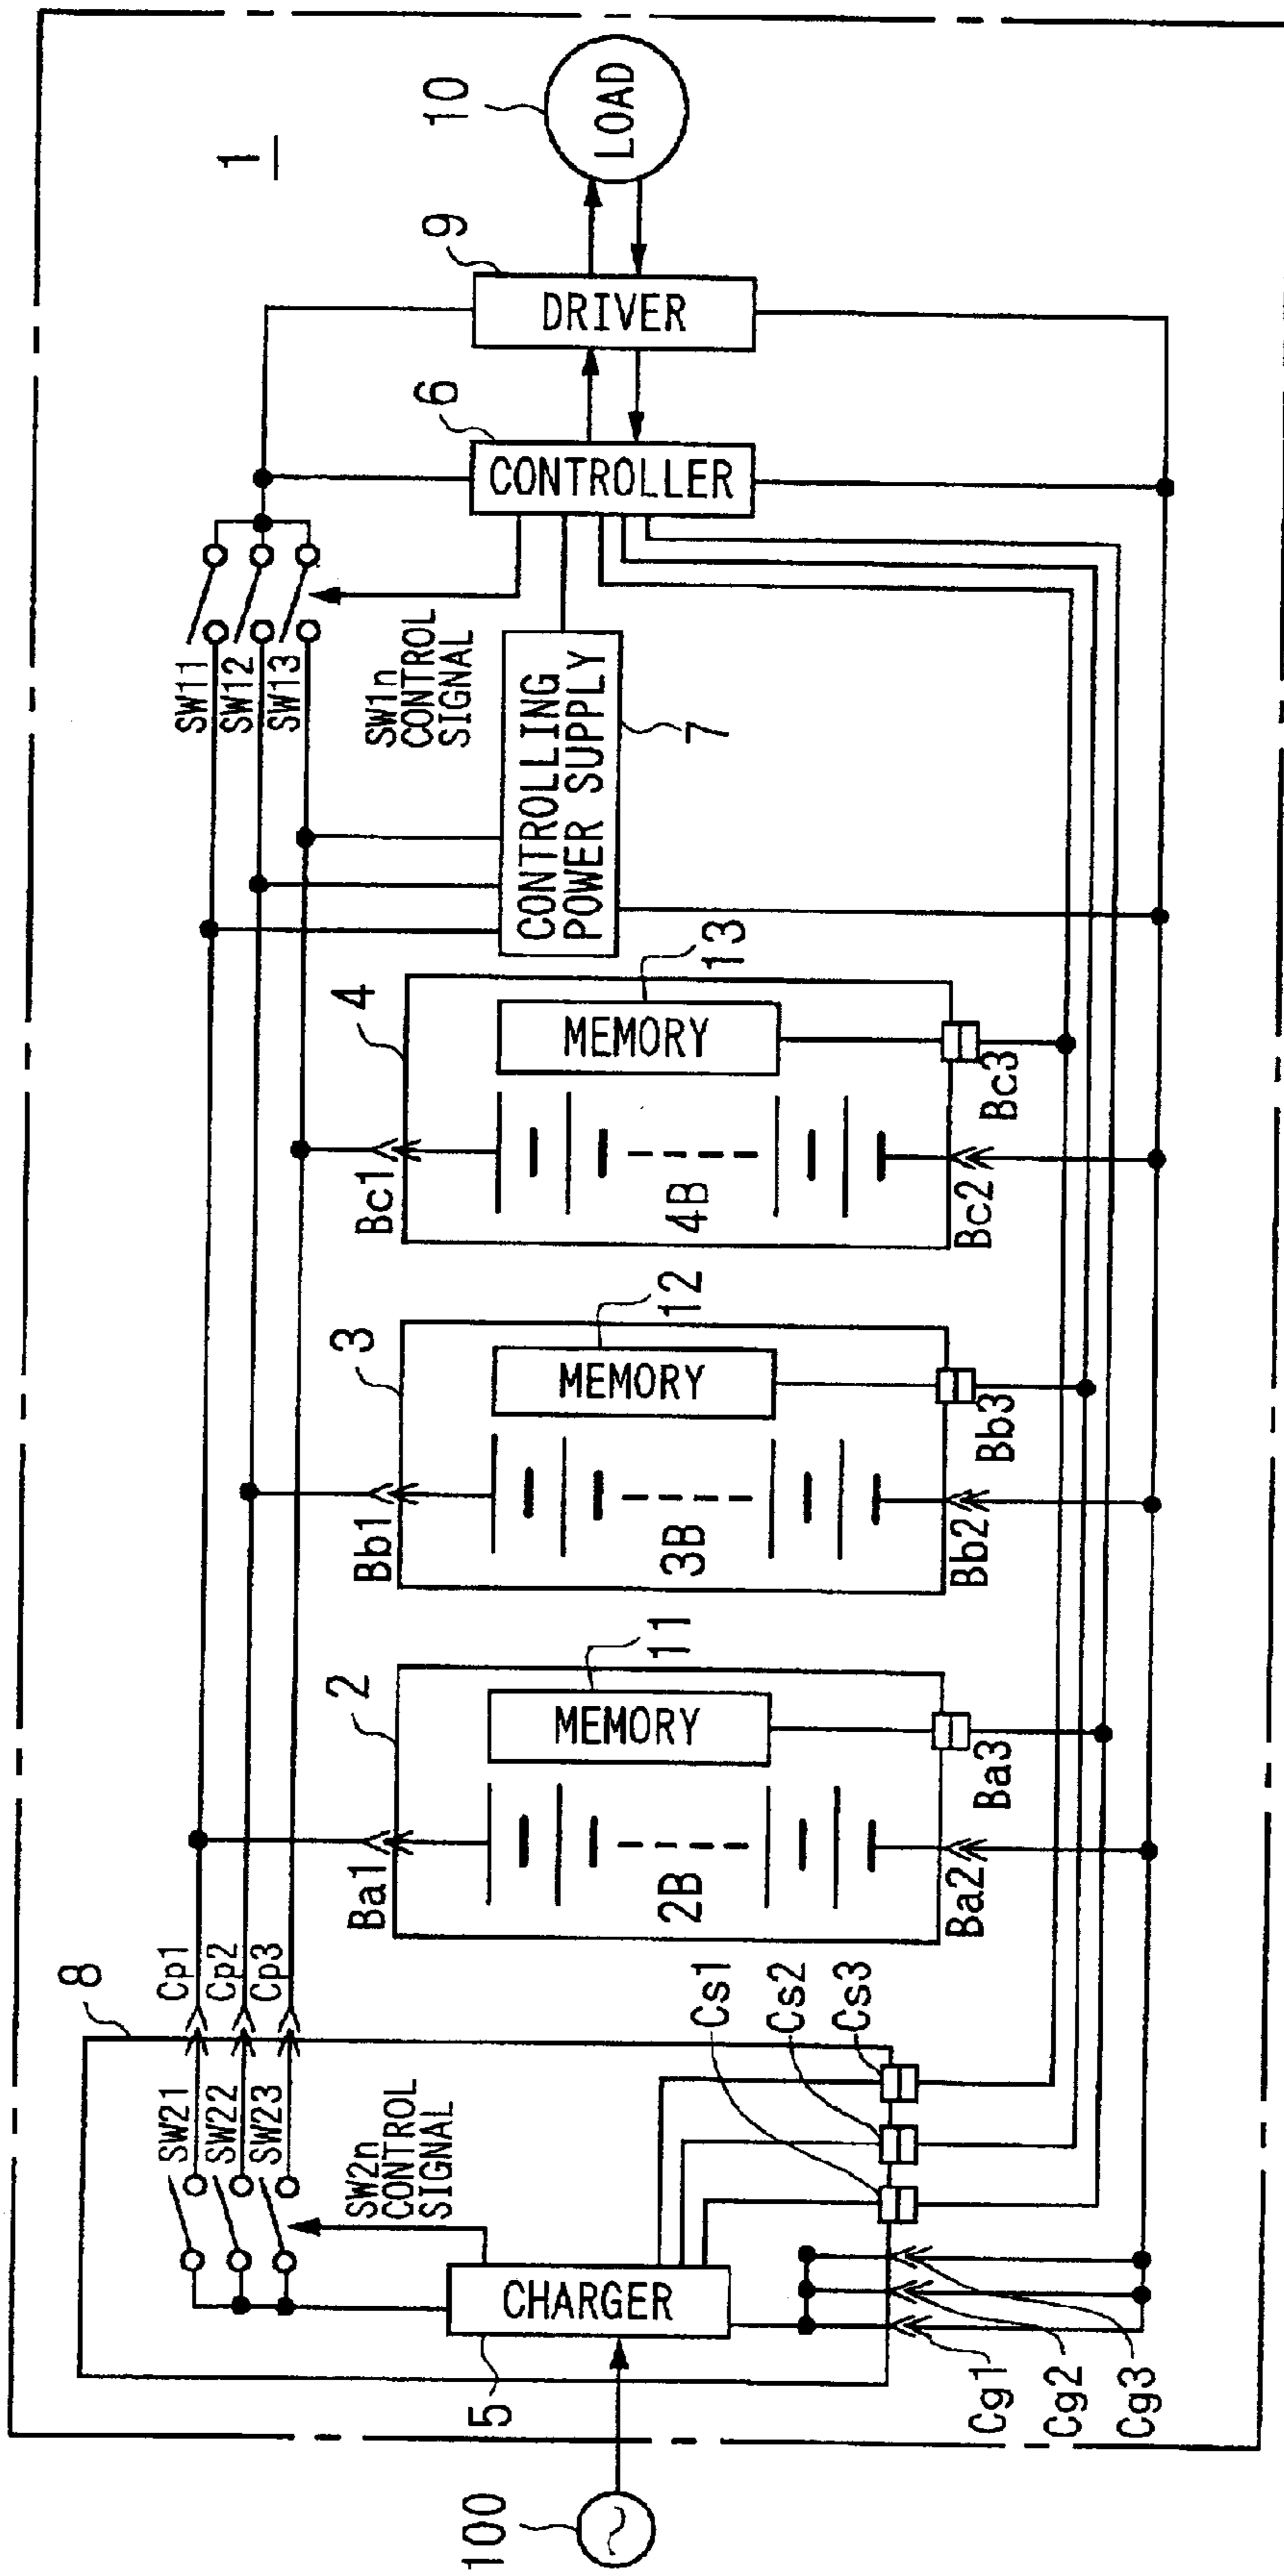 1
8
Cp1
Cp2
Cp3
SW21
SW22
SW23
SW2n
CONTROL
SIGNAL
CHARGER
5
100
Cs1
Cs2
Cs3
Cg1
Cg2
Cg3
2
Ba1
MEMORY
11
2B
Ba2
Ba3
3
Bb1
MEMORY
12
3B
Bb2
Bb3
4
Bc1
MEMORY
13
4B
Bc2
Bc3
SW11
SW12
SW13
SW1n
CONTROL
SIGNAL
CONTROLLING
POWER SUPPLY
7
6
CONTROLLER
9
DRIVER
10
LOAD